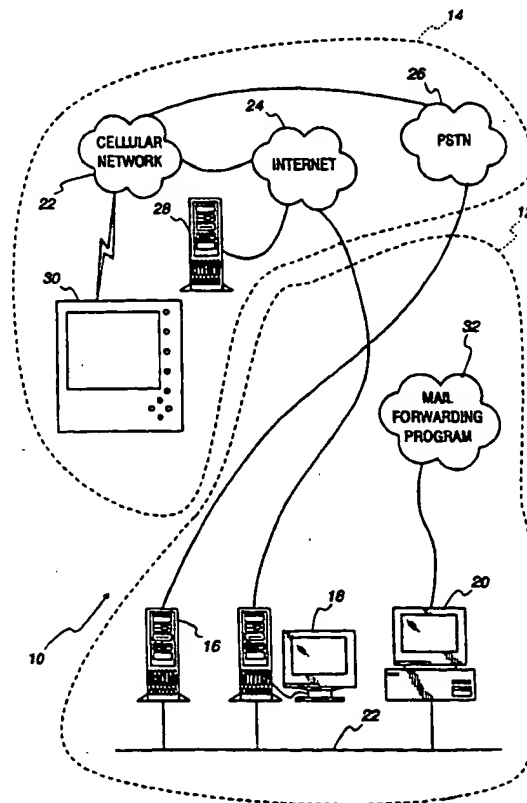 14
26
24
CELLULAR
NETWORK
INTERNET
PSTN
22
28
12
30
32
MAIL
FORWARDING
PROGRAM
18
20
16
10
22